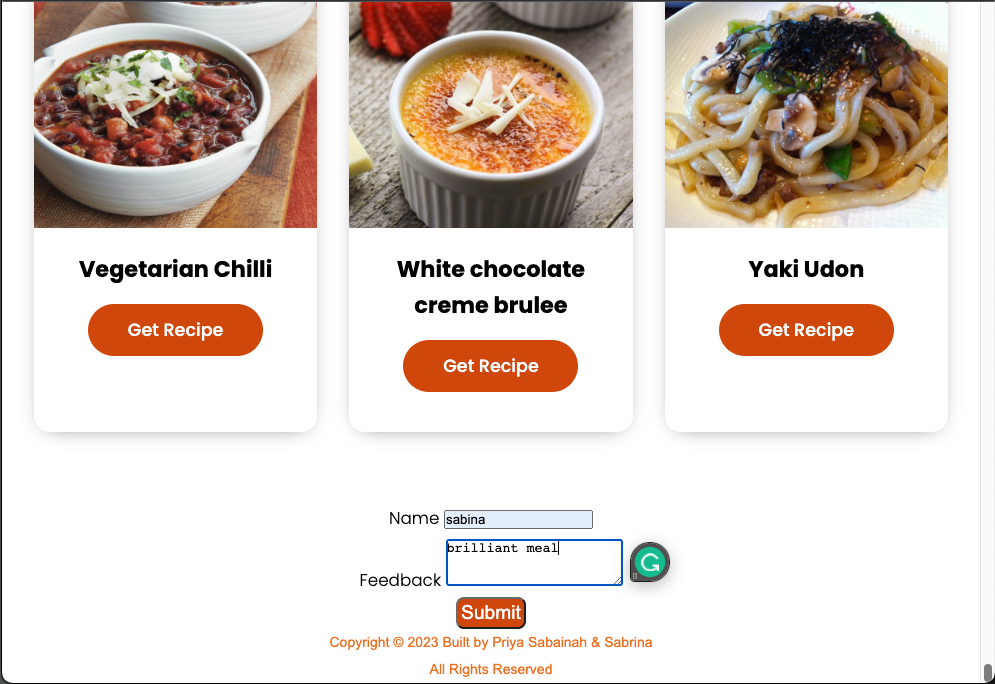 Vegetarian Chilli
Get Recipe
White chocolate
creme brulee
Get Recipe
Yaki Udon
Get Recipe
Name sabina
brilliant meal
Feedback
G
Submit
Copyright © 2023 Built by Priya Sabainah & Sabrina
All Rights Reserved